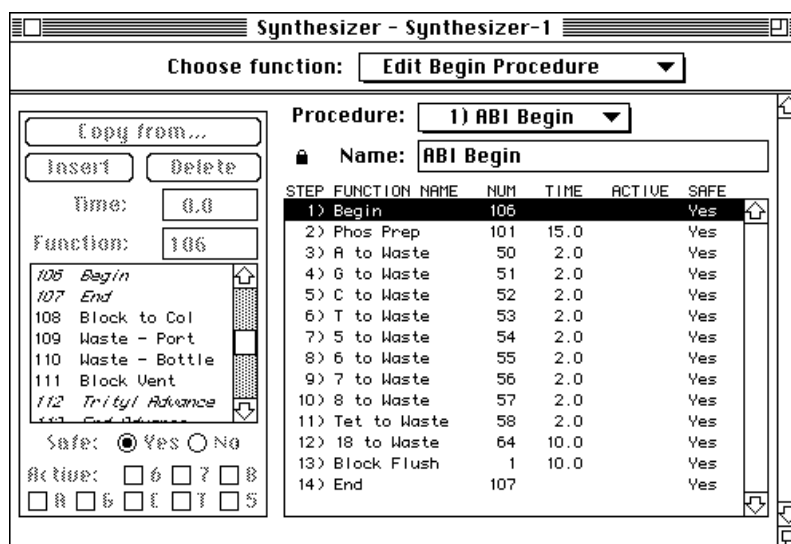 Synthesizer - Synthesizer-1
Choose function: Edit Begin Procedure
Copy from...
Insert Delete
Time: 0.0
Function: 106
106 Begin
107 End
108 Block to Col
109 Waste - Port
110 Waste - Bottle
111 Block Vent
112 Trityl Advance
113 End Advance
Safe: Yes No
Active: 6 7 8
A G C T 5
Procedure: 1) ABI Begin
Name: ABI Begin
STEP FUNCTION NAME NUM TIME ACTIVE SAFE
1) Begin 106 Yes
2) Phos Prep 101 15.0 Yes
3) A to Waste 50 2.0 Yes
4) G to Waste 51 2.0 Yes
5) C to Waste 52 2.0 Yes
6) T to Waste 53 2.0 Yes
7) 5 to Waste 54 2.0 Yes
8) 6 to Waste 55 2.0 Yes
9) 7 to Waste 56 2.0 Yes
10) 8 to Waste 57 2.0 Yes
11) Tet to Waste 58 2.0 Yes
12) 18 to Waste 64 10.0 Yes
13) Block Flush 1 10.0 Yes
14) End 107 Yes